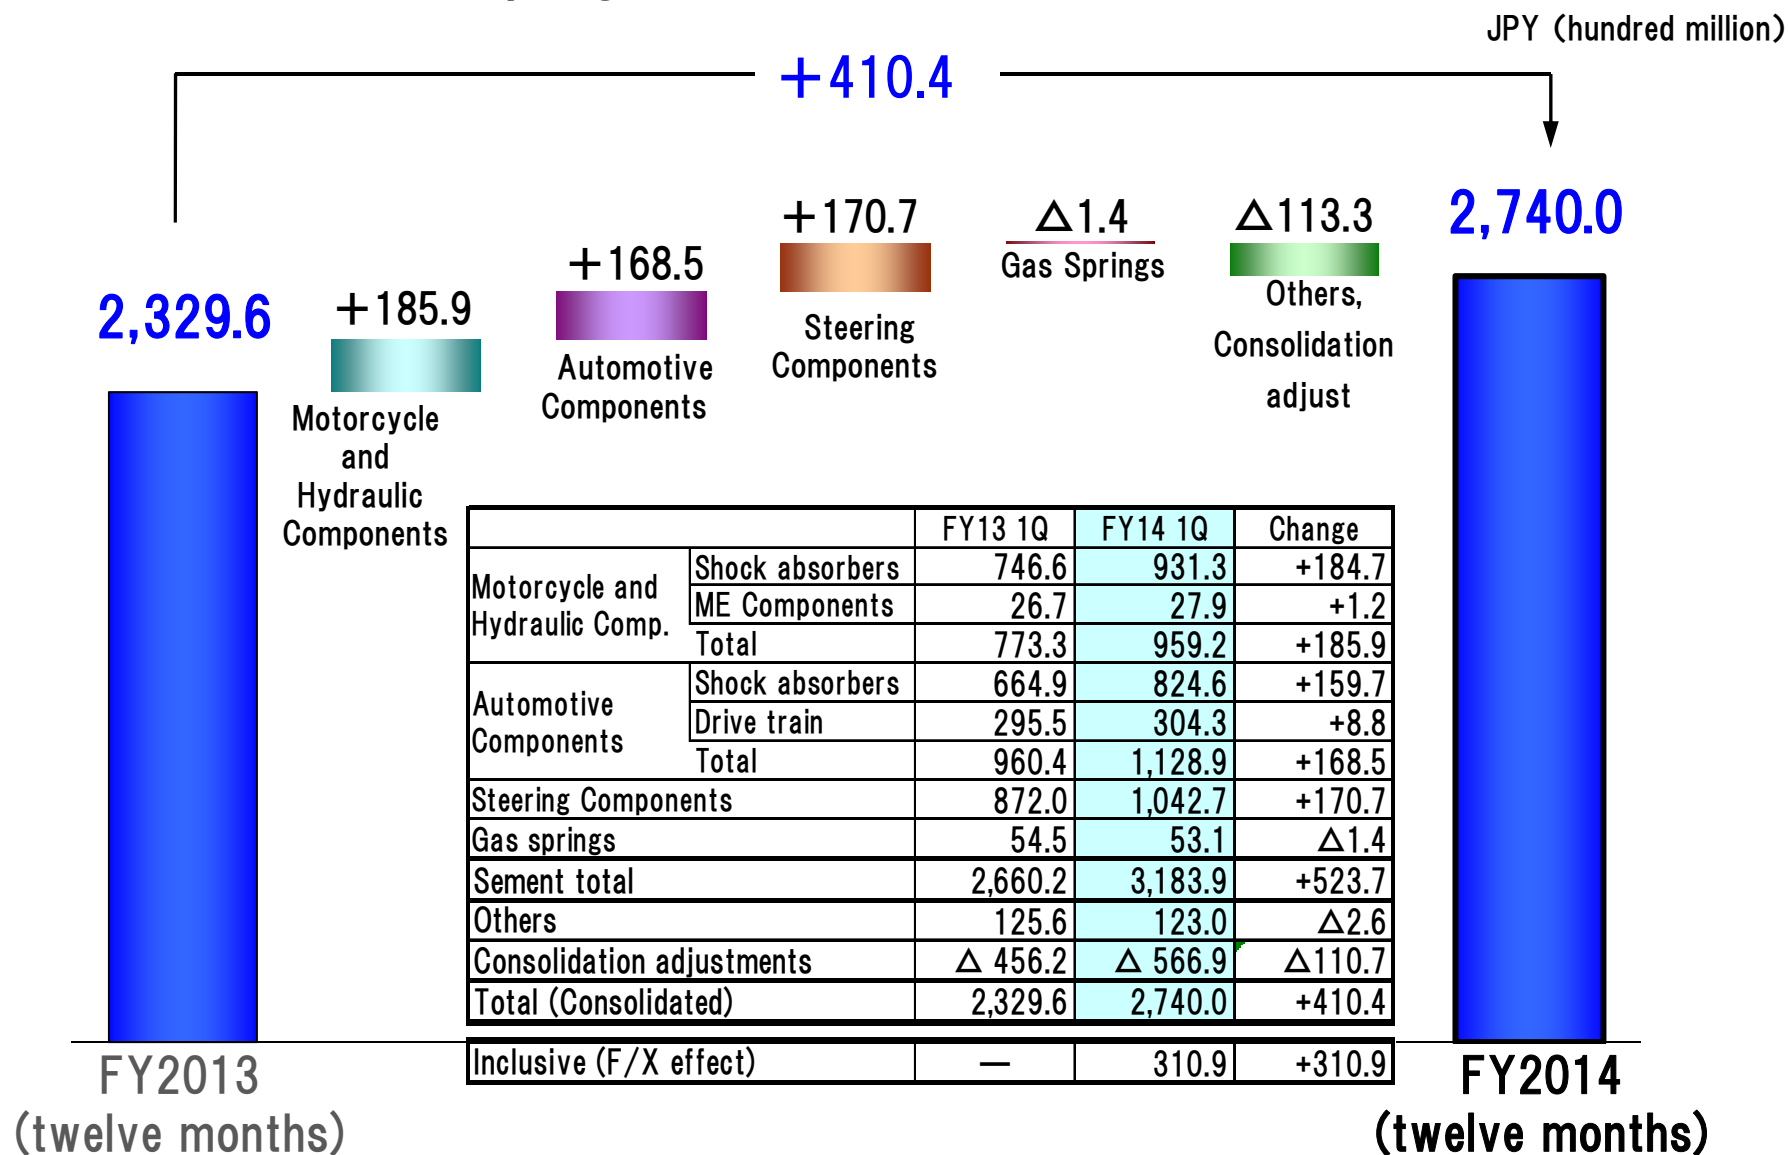 JPY (hundred million)
+410.4
2,329.6
+185.9
Motorcycle
and
Hydraulic
Components
+168.5
Automotive
Components
+170.7
Steering
Components
△1.4
Gas Springs
△113.3
Others,
Consolidation
adjust
2,740.0
FY13 1Q FY14 1Q Change
Motorcycle and Hydraulic Comp. Shock absorbers 746.6 931.3 +184.7
ME Components 26.7 27.9 +1.2
Total 773.3 959.2 +185.9
Automotive Components Shock absorbers 664.9 824.6 +159.7
Drive train 295.5 304.3 +8.8
Total 960.4 1,128.9 +168.5
Steering Components 872.0 1,042.7 +170.7
Gas springs 54.5 53.1 △1.4
Sement total 2,660.2 3,183.9 +523.7
Others 125.6 123.0 △2.6
Consolidation adjustments △ 456.2 △ 566.9 △110.7
Total (Consolidated) 2,329.6 2,740.0 +410.4
Inclusive (F/X effect) — 310.9 +310.9
FY2013
(twelve months)
FY2014
(twelve months)